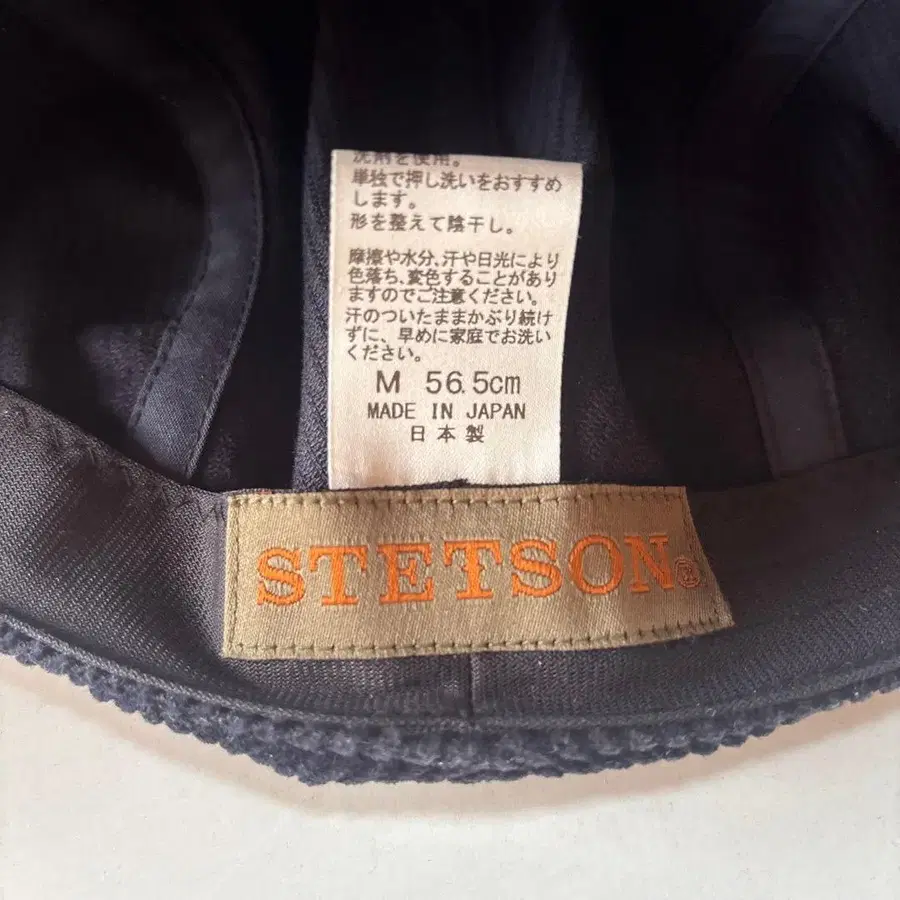 洗剤を使用。
単独で押し洗いをおすすめ
します。
形を整えて陰干し。
摩擦や水分、汗や日光により
色落ち、変色することがあり
ますのでご注意ください。
汗のついたままかぶり続け
ずに、早めに家庭でお洗い
ください。
M 56.5cm
MADE IN JAPAN
日本製
STETSON®